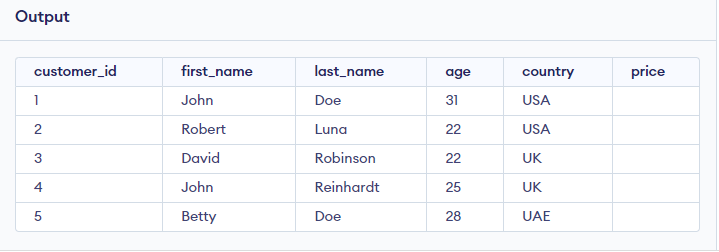 Output
customer_id first_name last_name age country price
1 John Doe 31 USA
2 Robert Luna 22 USA
3 David Robinson 22 UK
4 John Reinhardt 25 UK
5 Betty Doe 28 UAE